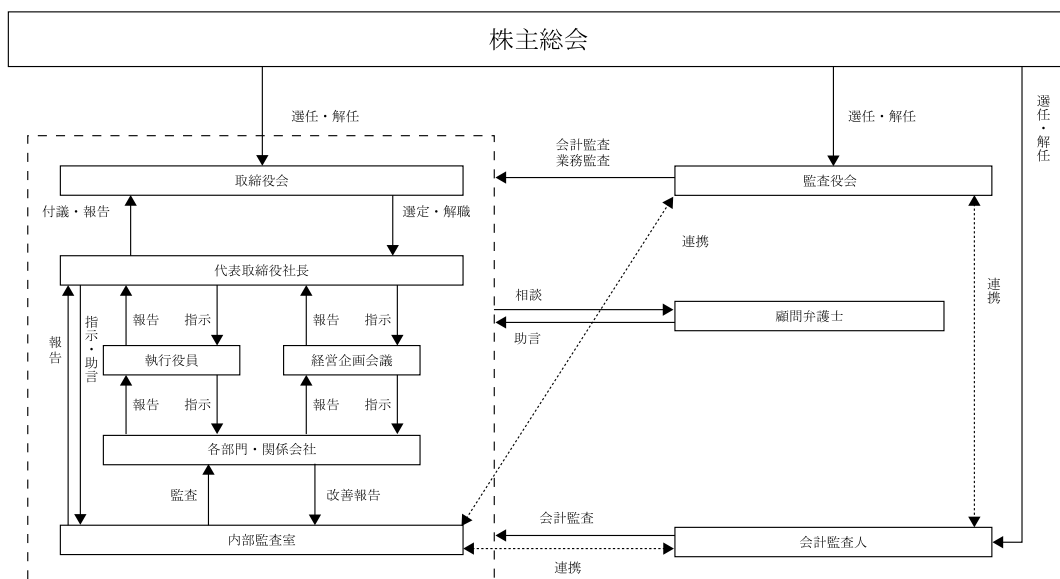 株主総会
選任・解任
選任・解任
選任・解任
会計監査
業務監査
取締役会
監査役会
付議・報告
選定・解職
連携
代表取締役社長
連携
相談
顧問弁護士
助言
報告
指示・助言
報告
指示
報告
指示
執行役員
経営企画会議
報告
指示
報告
指示
各部門・関係会社
監査
改善報告
会計監査
内部監査室
会計監査人
連携